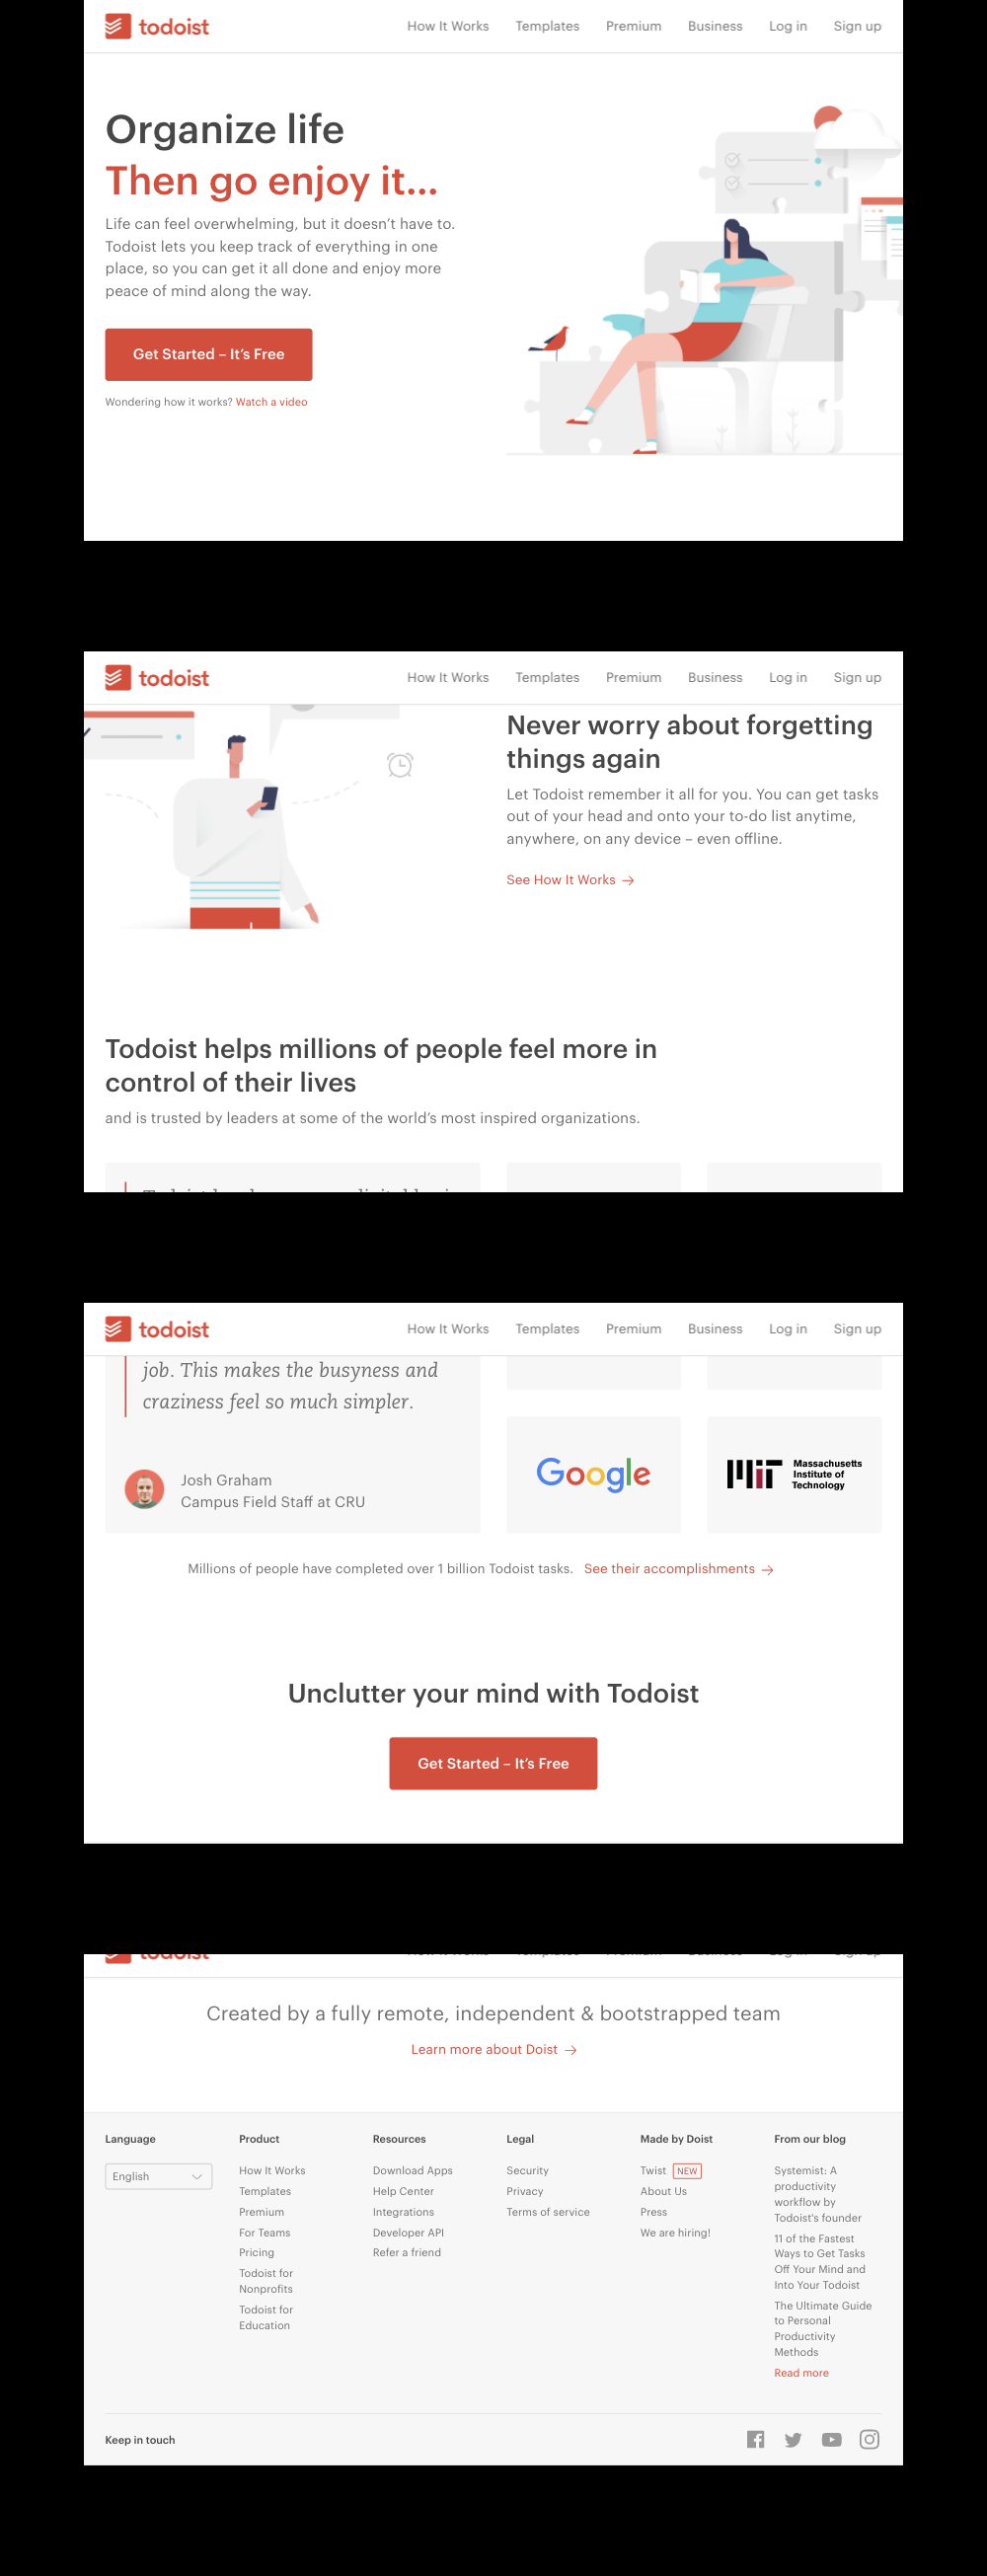 todoist
How It Works Templates Premium Business Log in Sign up
Organize life
Then go enjoy it...
Life can feel overwhelming, but it doesn’t have to.
Todoist lets you keep track of everything in one
place, so you can get it all done and enjoy more
peace of mind along the way.
Get Started – It’s Free
Wondering how it works? Watch a video
todoist
How It Works Templates Premium Business Log in Sign up
Never worry about forgetting
things again
Let Todoist remember it all for you. You can get tasks
out of your head and onto your to-do list anytime,
anywhere, on any device – even offline.
See How It Works →
Todoist helps millions of people feel more in
control of their lives
and is trusted by leaders at some of the world’s most inspired organizations.
todoist
How It Works Templates Premium Business Log in Sign up
job. This makes the busyness and
craziness feel so much simpler.
Josh Graham
Campus Field Staff at CRU
Google
MIT
Massachusetts
Institute of
Technology
Millions of people have completed over 1 billion Todoist tasks. See their accomplishments →
Unclutter your mind with Todoist
Get Started – It’s Free
Created by a fully remote, independent & bootstrapped team
Learn more about Doist →
Language
English
Product
How It Works
Templates
Premium
For Teams
Pricing
Todoist for
Nonprofits
Todoist for
Education
Resources
Download Apps
Help Center
Integrations
Developer API
Refer a friend
Legal
Security
Privacy
Terms of service
Made by Doist
Twist NEW
About Us
Press
We are hiring!
From our blog
Systemist: A
productivity
workflow by
Todoist's founder
11 of the Fastest
Ways to Get Tasks
Off Your Mind and
Into Your Todoist
The Ultimate Guide
to Personal
Productivity
Methods
Read more
Keep in touch